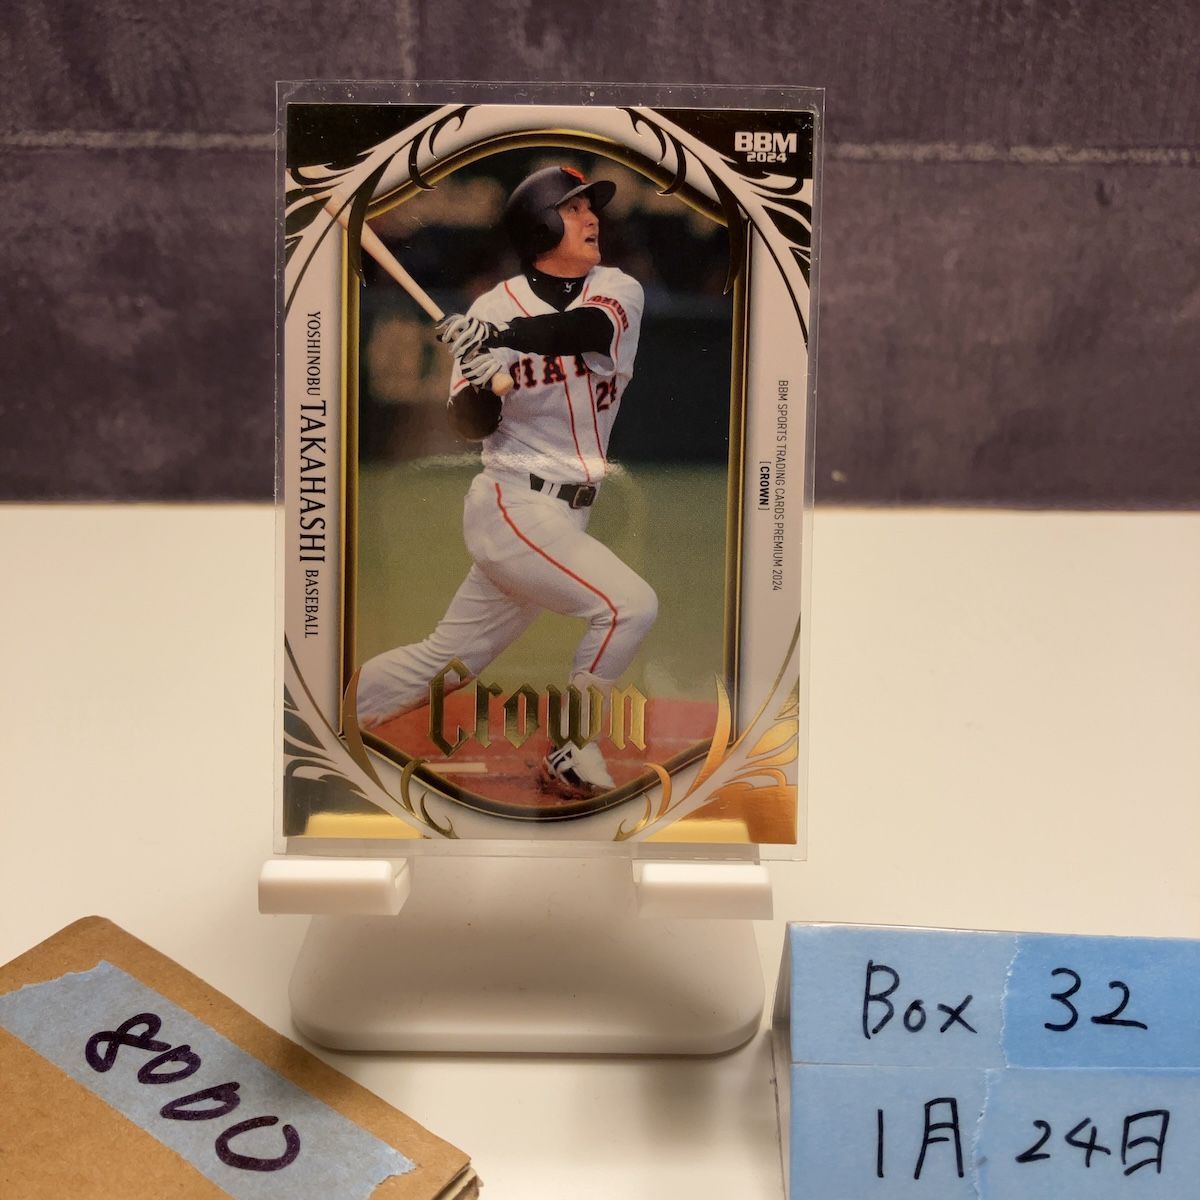 BBM
2024
YOSHINOBU TAKAHASHI BASEBALL
BBM SPORTS TRADING CARDS PREMIUM 2024
[CROWN]
Y
24
Crown
8000
Box 32
1月 24日